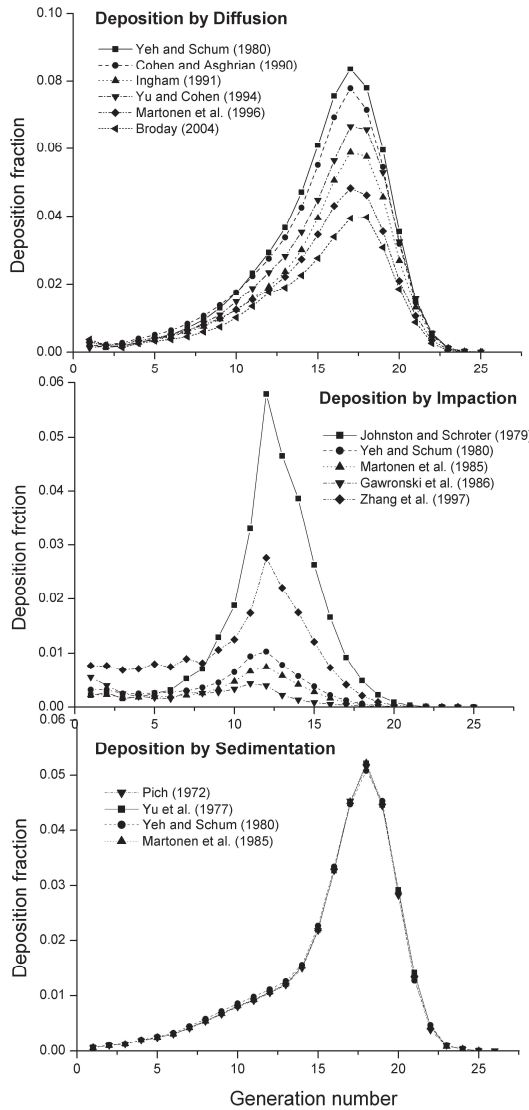 Deposition by Diffusion
Yeh and Schum (1980)
Cohen and Asghrian (1990)
Ingham (1991)
Yu and Cohen (1994)
Martonen et al. (1996)
Broday (2004)
Deposition fraction
0.10
0.08
0.06
0.04
0.02
0.00
0 5 10 15 20 25
Deposition by Impaction
Johnston and Schroter (1979)
Yeh and Schum (1980)
Martonen et al. (1985)
Gawronski et al. (1986)
Zhang et al. (1997)
Deposition frction
0.06
0.05
0.04
0.03
0.02
0.01
0.00
0 5 10 15 20 25
Deposition by Sedimentation
Pich (1972)
Yu et al. (1977)
Yeh and Schum (1980)
Martonen et al. (1985)
Deposition fraction
0.06
0.05
0.04
0.03
0.02
0.01
0.00
0 5 10 15 20 25
Generation number